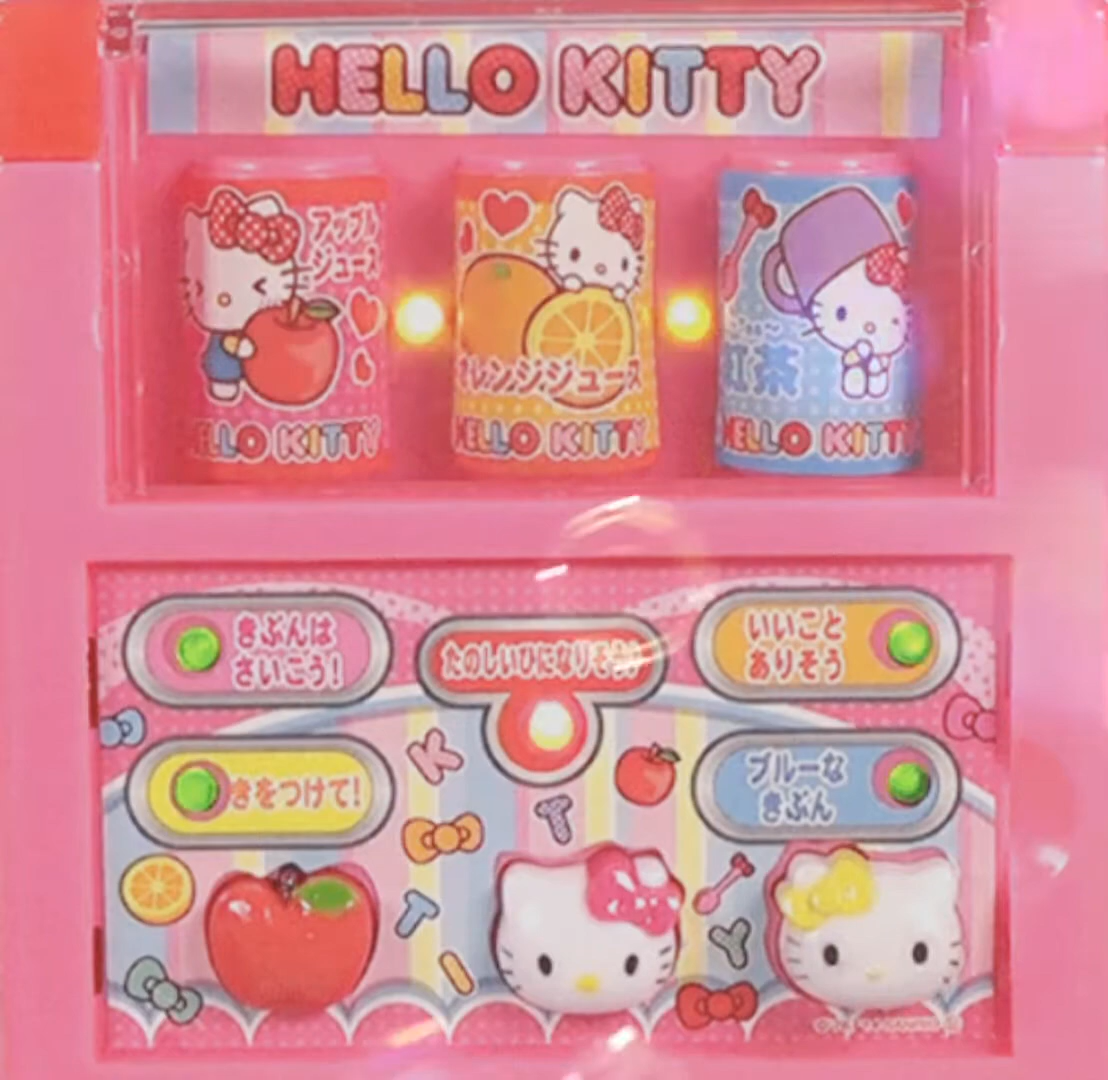 HELLO KITTY
アップル
ジュース
オレンジジュース
紅茶
HELLO KITTY
HELLO KITTY
HELLO KITTY
きぶんは
さいこう!
たのしいひになりそう!
いいこと
ありそう
きをつけて!
ブルーな
きぶん
K
T
T
I
Y